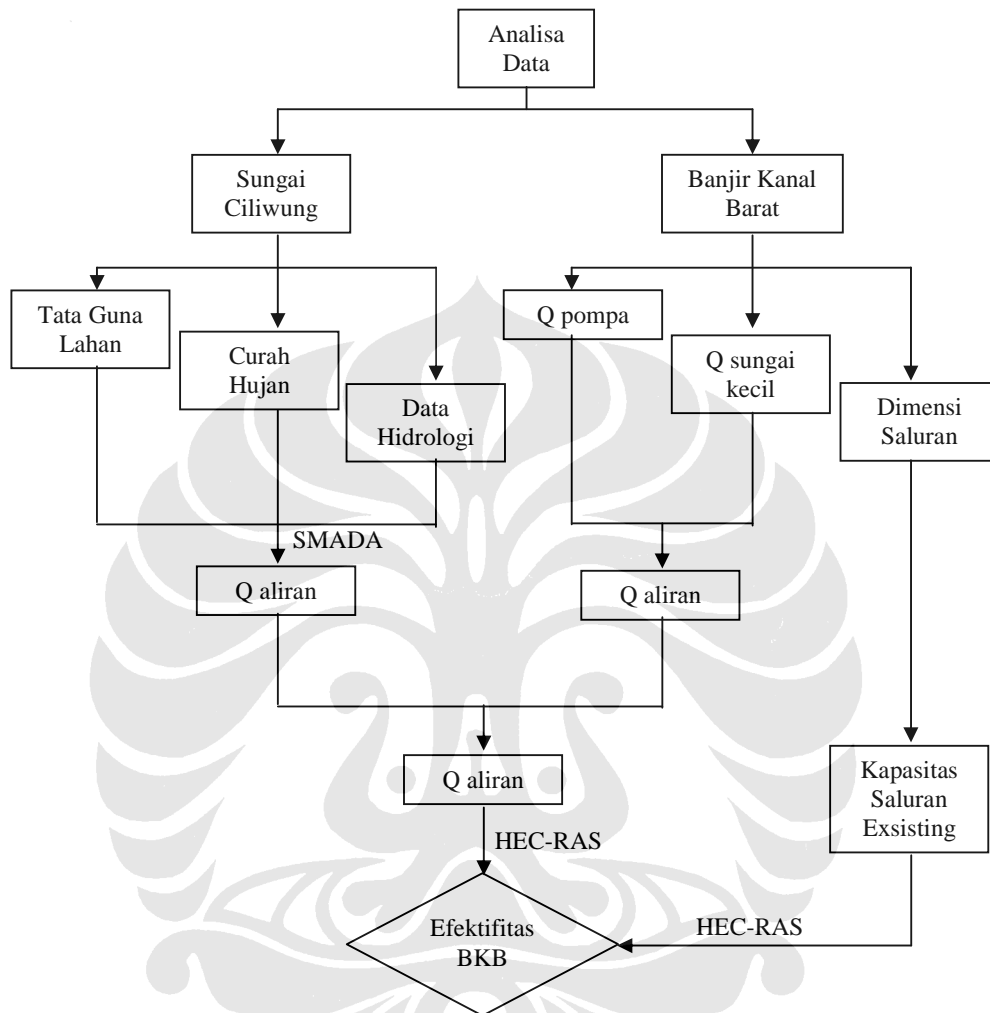 Analisa
Data
Sungai
Ciliwung
Banjir Kanal
Barat
Tata Guna
Lahan
Curah
Hujan
Data
Hidrologi
Q pompa
Q sungai
kecil
Dimensi
Saluran
SMADA
Q aliran
Q aliran
Q aliran
Kapasitas
Saluran
Exsisting
HEC-RAS
Efektifitas
BKB
HEC-RAS